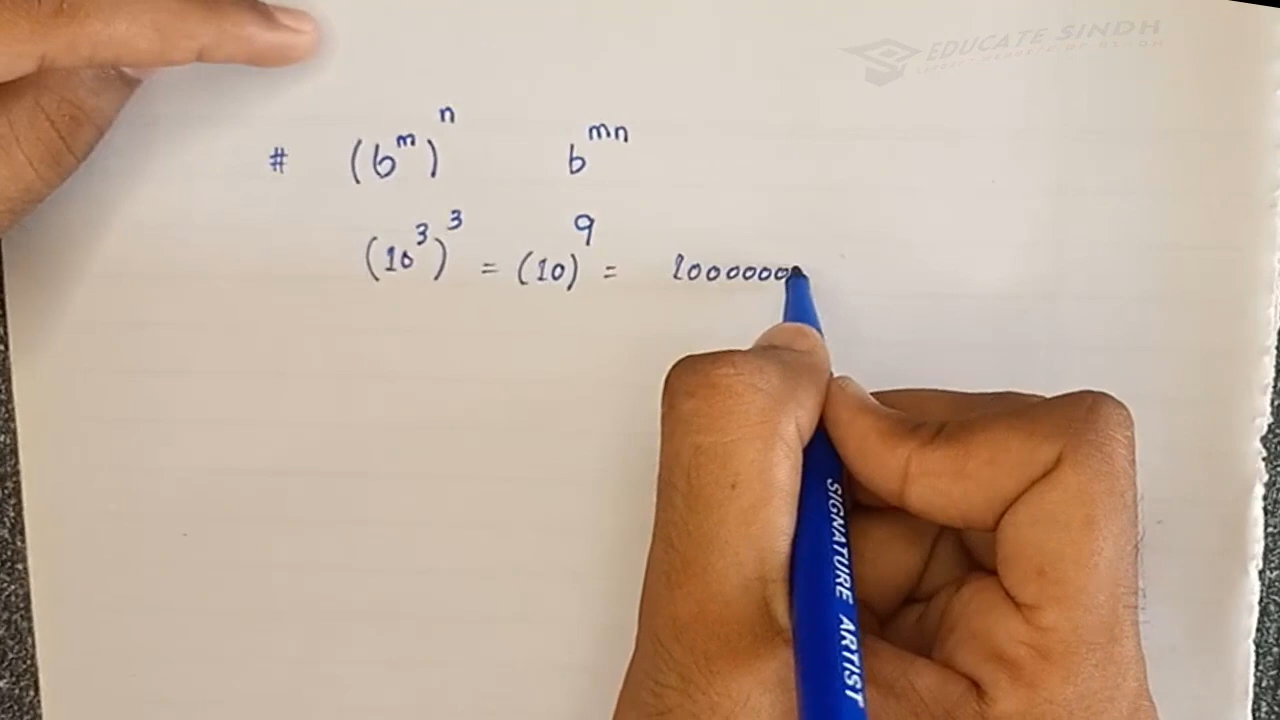 EDUCATE SINDH
# (b^m)^n b^mn
(10^3)^3 = (10)^9 = 1000000
SIGNATURE ARTIST